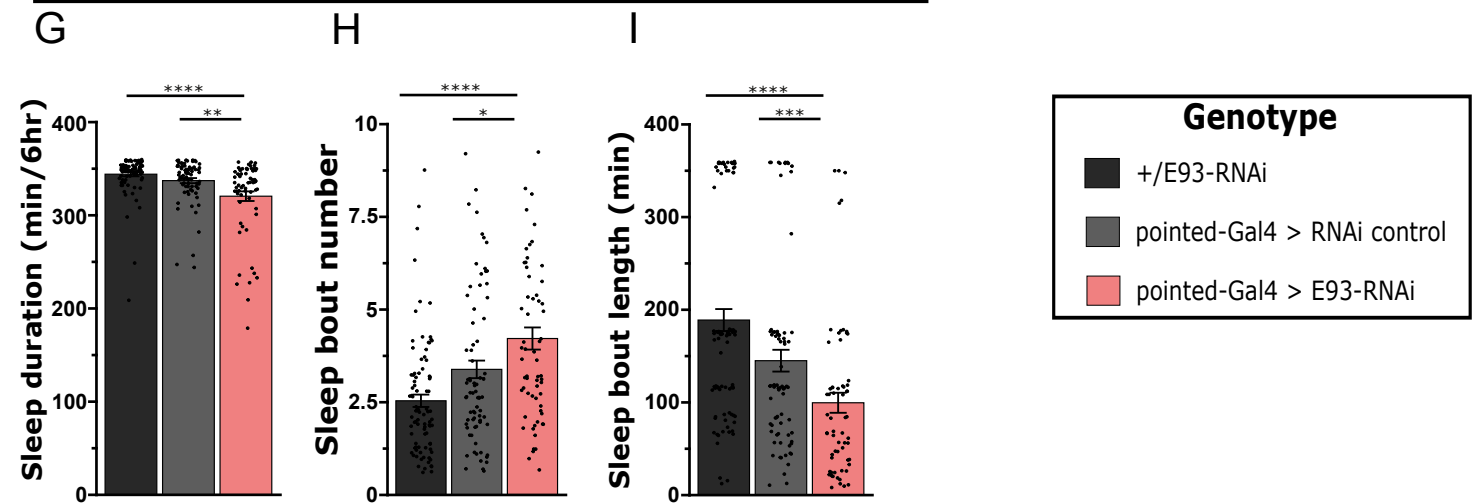 G
H
I
Sleep duration (min/6hr)
400
300
200
100
0
****
**
Sleep bout number
10
7.5
5
2.5
0
****
*
Sleep bout length (min)
400
300
200
100
0
****
***
Genotype
+/E93-RNAi
pointed-Gal4 > RNAi control
pointed-Gal4 > E93-RNAi